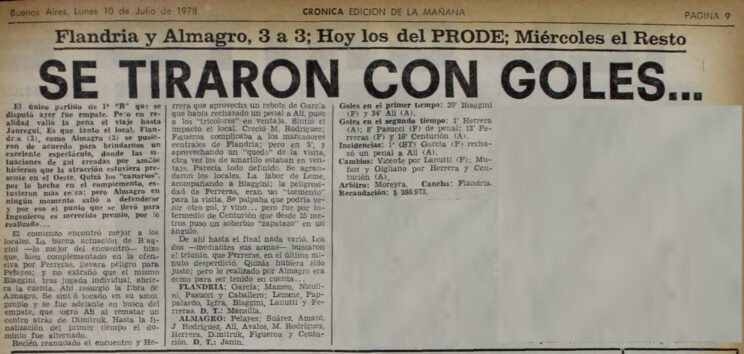 Buenos Aires, Lunes 10 de Julio de 1978
CRONICA EDICION DE LA MAÑANA
PAGINA 9
Flandria y Almagro, 3 a 3; Hoy los del PRODE; Miércoles el Resto
SE TIRARON CON GOLES...
El único partido de 1ª "B" que se
disputó ayer fue empate. Pero en rea-
lidad valió la pena el viaje hasta
Jauregui. Es que tanto el local, Flan-
dria (3), como Almagro (3) se pusie-
ron de acuerdo para brindarnos un
excelente espectáculo, donde las si-
tuaciones de gol creadas por ambos
hicieron que la atracción estuviera pre-
sente en el Oeste. Quizá los "canarios",
por lo hecho en el complemento, es-
tuvieron más cerca; pero Almagro en
ningún momento salió a defenderse
y por eso el punto que se llevó para
Ingenieros es merecido premio, por lo
realizado...
El comienzo encontró mejor a los
locales. La buena actuación de Biag-
gini —lo mejor del encuentro— hizo
que, bien complementado en la ofen-
siva por Ferreras, llevara peligro para
Pelayes; y no extrañó que el mismo
Biaggini, tras jugada individual, abrie-
ra la cuenta. Ahí resurgió la fibra de
Almagro. Se sintió tocado en su amor
propio y se fue adelante en busca del
empate, que logró Alí al rematar un
centro atrás de Dimitruk. Hasta la fi-
nalización del primer tiempo el domi-
nio fue alternado.
Recién reanudado el encuentro y He-
rrera que aprovecha un rebote de García
que había rechazado un penal a Alí, puso
a los "tricolores" en ventaja. Sintió el
impacto el local. Creció M. Rodríguez;
Figueroa complicaba a los marcadores
centrales de Flandria; pero en 8', y
aprovechando un "quedo" de la visita,
otra vez los de amarillo estaban en ven-
taja. Parecía todo definido. Se agran-
daron los locales. La labor de Leme,
acompañando a Biaggini; la peligrosi-
dad de Ferreras, eran un "tormento"
para la visita. Se palpaba que podría ve-
nir otro gol, y vino... pero fue por in-
termedio de Centurión que desde 25 metros
puso un soberbio "zapatazo" en un
ángulo.
De ahí hasta el final nada varió. Los
dos —mediantes sus armas— buscaron
el triunfo, que Ferreras, en el último mi-
nuto desperdició. Quizás hubiera sido
justo; pero lo realizado por Almagro era
como para ser tenido en cuenta...
FLANDRIA: García; Mazzeo, Nicoli-
ni, Pasucci y Caballero; Lemme, Pap-
palardo, Igfra, Biaggini, Lanutti y Fe-
rreras. D. T.: Mansilla.
ALMAGRO: Pelayes; Suárez, Amato,
J. Rodríguez, Alí, Avalos, M. Rodríguez,
Herrera, Dimitruk, Figueros y Centu-
rión. D. T.: Janin.
Goles en el primer tiempo: 20' Biaggini
(F) y 34' Alí (A).
Goles en el segundo tiempo: 1' Herrera
(A); 8' Pasucci (F) de penal; 13' Fe-
rreras (F) y 16' Centurión (A).
Incidencias: 1' (ST) García (F) recha-
zó un penal a Alí (A).
Cambios: Vicente por Lanutti (F); Mu-
ñoz y Gigliano por Herrera y Cen-
turión (A).
Arbitro: Moreyra. Cancha: Flandria.
Recaudación: $ 395.973.